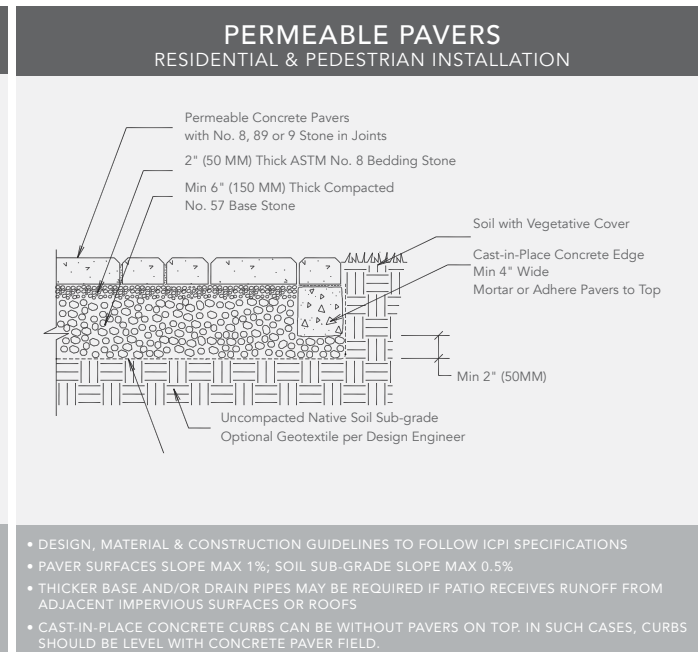 PERMEABLE PAVERS
RESIDENTIAL & PEDESTRIAN INSTALLATION
Permeable Concrete Pavers
with No. 8, 89 or 9 Stone in Joints
2" (50 MM) Thick ASTM No. 8 Bedding Stone
Min 6" (150 MM) Thick Compacted
No. 57 Base Stone
Soil with Vegetative Cover
Cast-in-Place Concrete Edge
Min 4" Wide
Mortar or Adhere Pavers to Top
Min 2" (50MM)
Uncompacted Native Soil Sub-grade
Optional Geotextile per Design Engineer
• DESIGN, MATERIAL & CONSTRUCTION GUIDELINES TO FOLLOW ICPI SPECIFICATIONS
• PAVER SURFACES SLOPE MAX 1%; SOIL SUB-GRADE SLOPE MAX 0.5%
• THICKER BASE AND/OR DRAIN PIPES MAY BE REQUIRED IF PATIO RECEIVES RUNOFF FROM
ADJACENT IMPERVIOUS SURFACES OR ROOFS
• CAST-IN-PLACE CONCRETE CURBS CAN BE WITHOUT PAVERS ON TOP. IN SUCH CASES, CURBS
SHOULD BE LEVEL WITH CONCRETE PAVER FIELD.